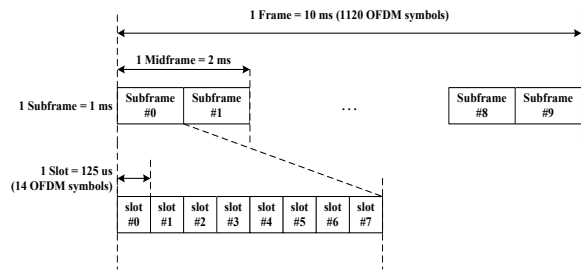 1 Frame = 10 ms (1120 OFDM symbols)
1 Midframe = 2 ms
1 Subframe = 1 ms
Subframe #0
Subframe #1
...
Subframe #8
Subframe #9
1 Slot = 125 us
(14 OFDM symbols)
slot #0
slot #1
slot #2
slot #3
slot #4
slot #5
slot #6
slot #7